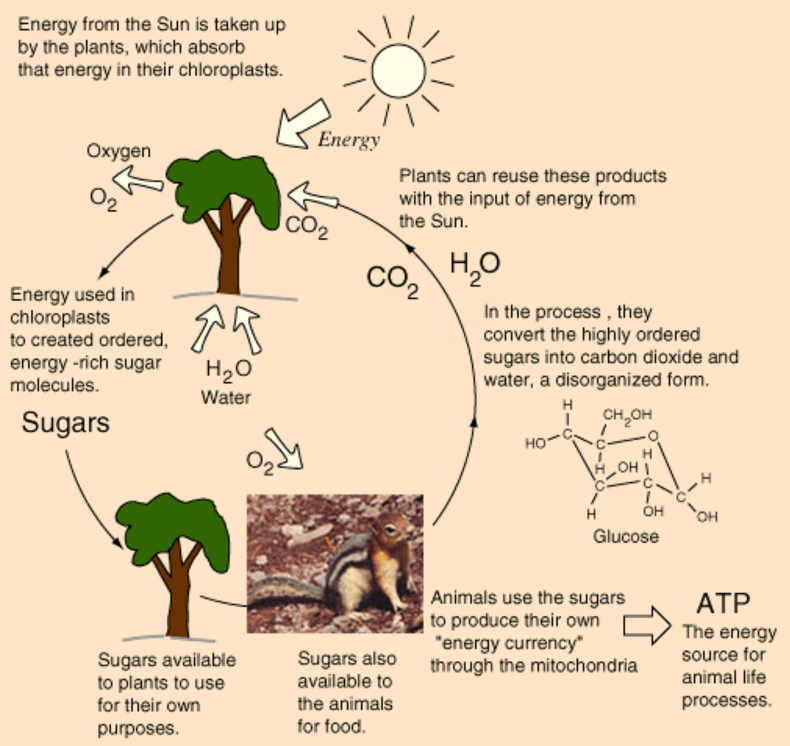 Energy from the Sun is taken up
by the plants, which absorb
that energy in their chloroplasts.
Energy
Oxygen
O2
CO2
Plants can reuse these products
with the input of energy from
the Sun.
CO2
H2O
Energy used in
chloroplasts
to created ordered,
energy -rich sugar
molecules.
H2O
Water
In the process , they
convert the highly ordered
sugars into carbon dioxide and
water, a disorganized form.
Sugars
O2
H
CH2OH
HO
C
C
O
H
OH
H
H
C
C
C
H
OH
OH
Glucose
Animals use the sugars
to produce their own
"energy currency"
through the mitochondria
ATP
The energy
source for
animal life
processes.
Sugars available
to plants to use
for their own
purposes.
Sugars also
available to
the animals
for food.